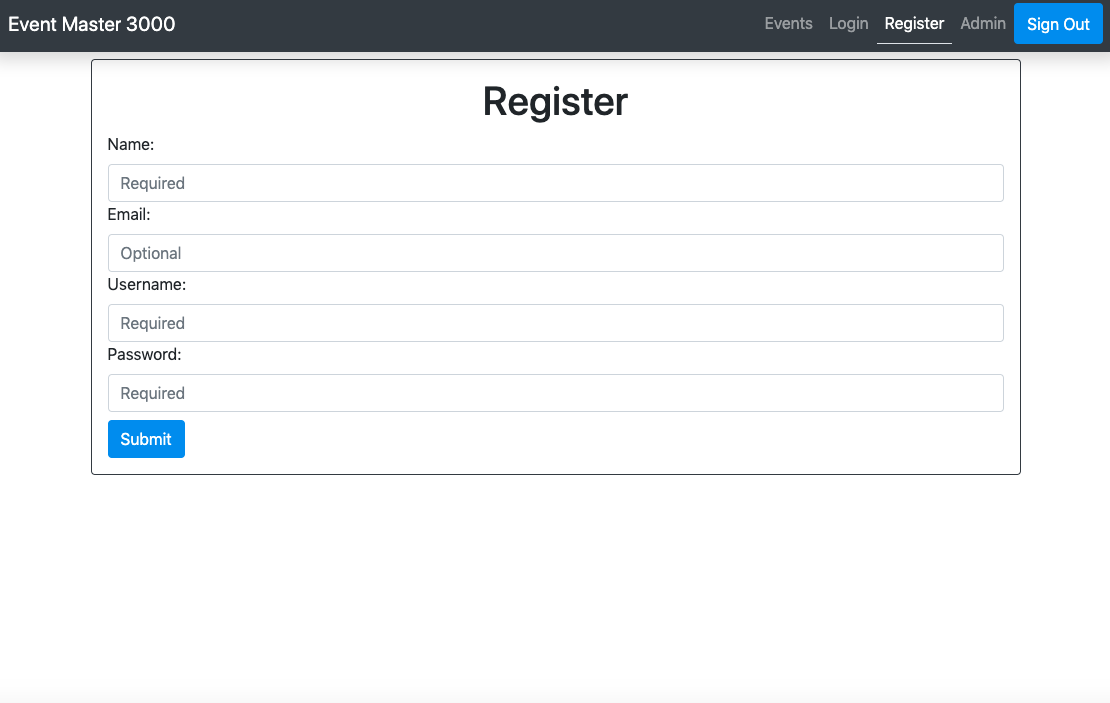 Event Master 3000 Events Login Register Admin Sign Out
Register
Name:
Required
Email:
Optional
Username:
Required
Password:
Required
Submit